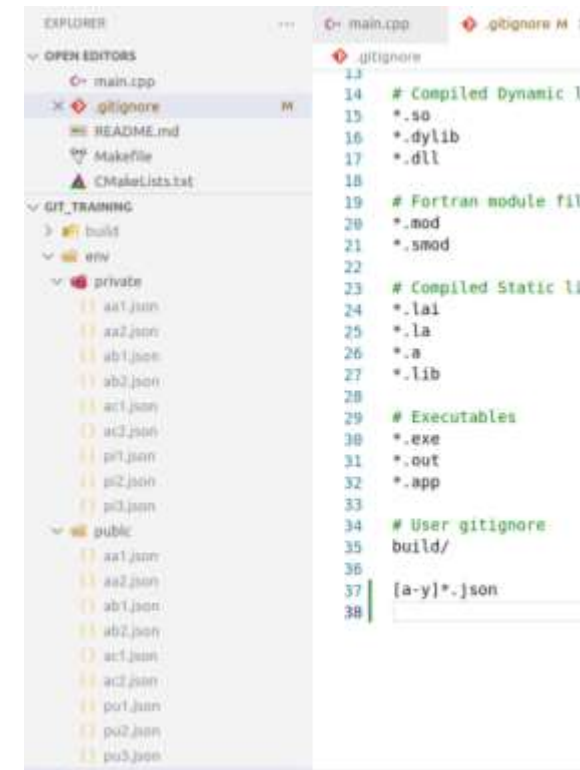 EXPLORER
OPEN EDITORS
main.cpp
.gitignore M
README.md
Makefile
CMakeLists.txt
GIT_TRAINING
build
env
private
aa1.json
aa2.json
ab1.json
ab2.json
ac1.json
ac2.json
pi1.json
pi2.json
pi3.json
public
aa1.json
aa2.json
ab1.json
ab2.json
ac1.json
ac2.json
pu1.json
pu2.json
pu3.json
main.cpp .gitignore M
.gitignore
13
14 # Compiled Dynamic l
15 *.so
16 *.dylib
17 *.dll
18
19 # Fortran module fil
20 *.mod
21 *.smod
22
23 # Compiled Static li
24 *.lai
25 *.la
26 *.a
27 *.lib
28
29 # Executables
30 *.exe
31 *.out
32 *.app
33
34 # User gitignore
35 build/
36
37 [a-y]*.json
38